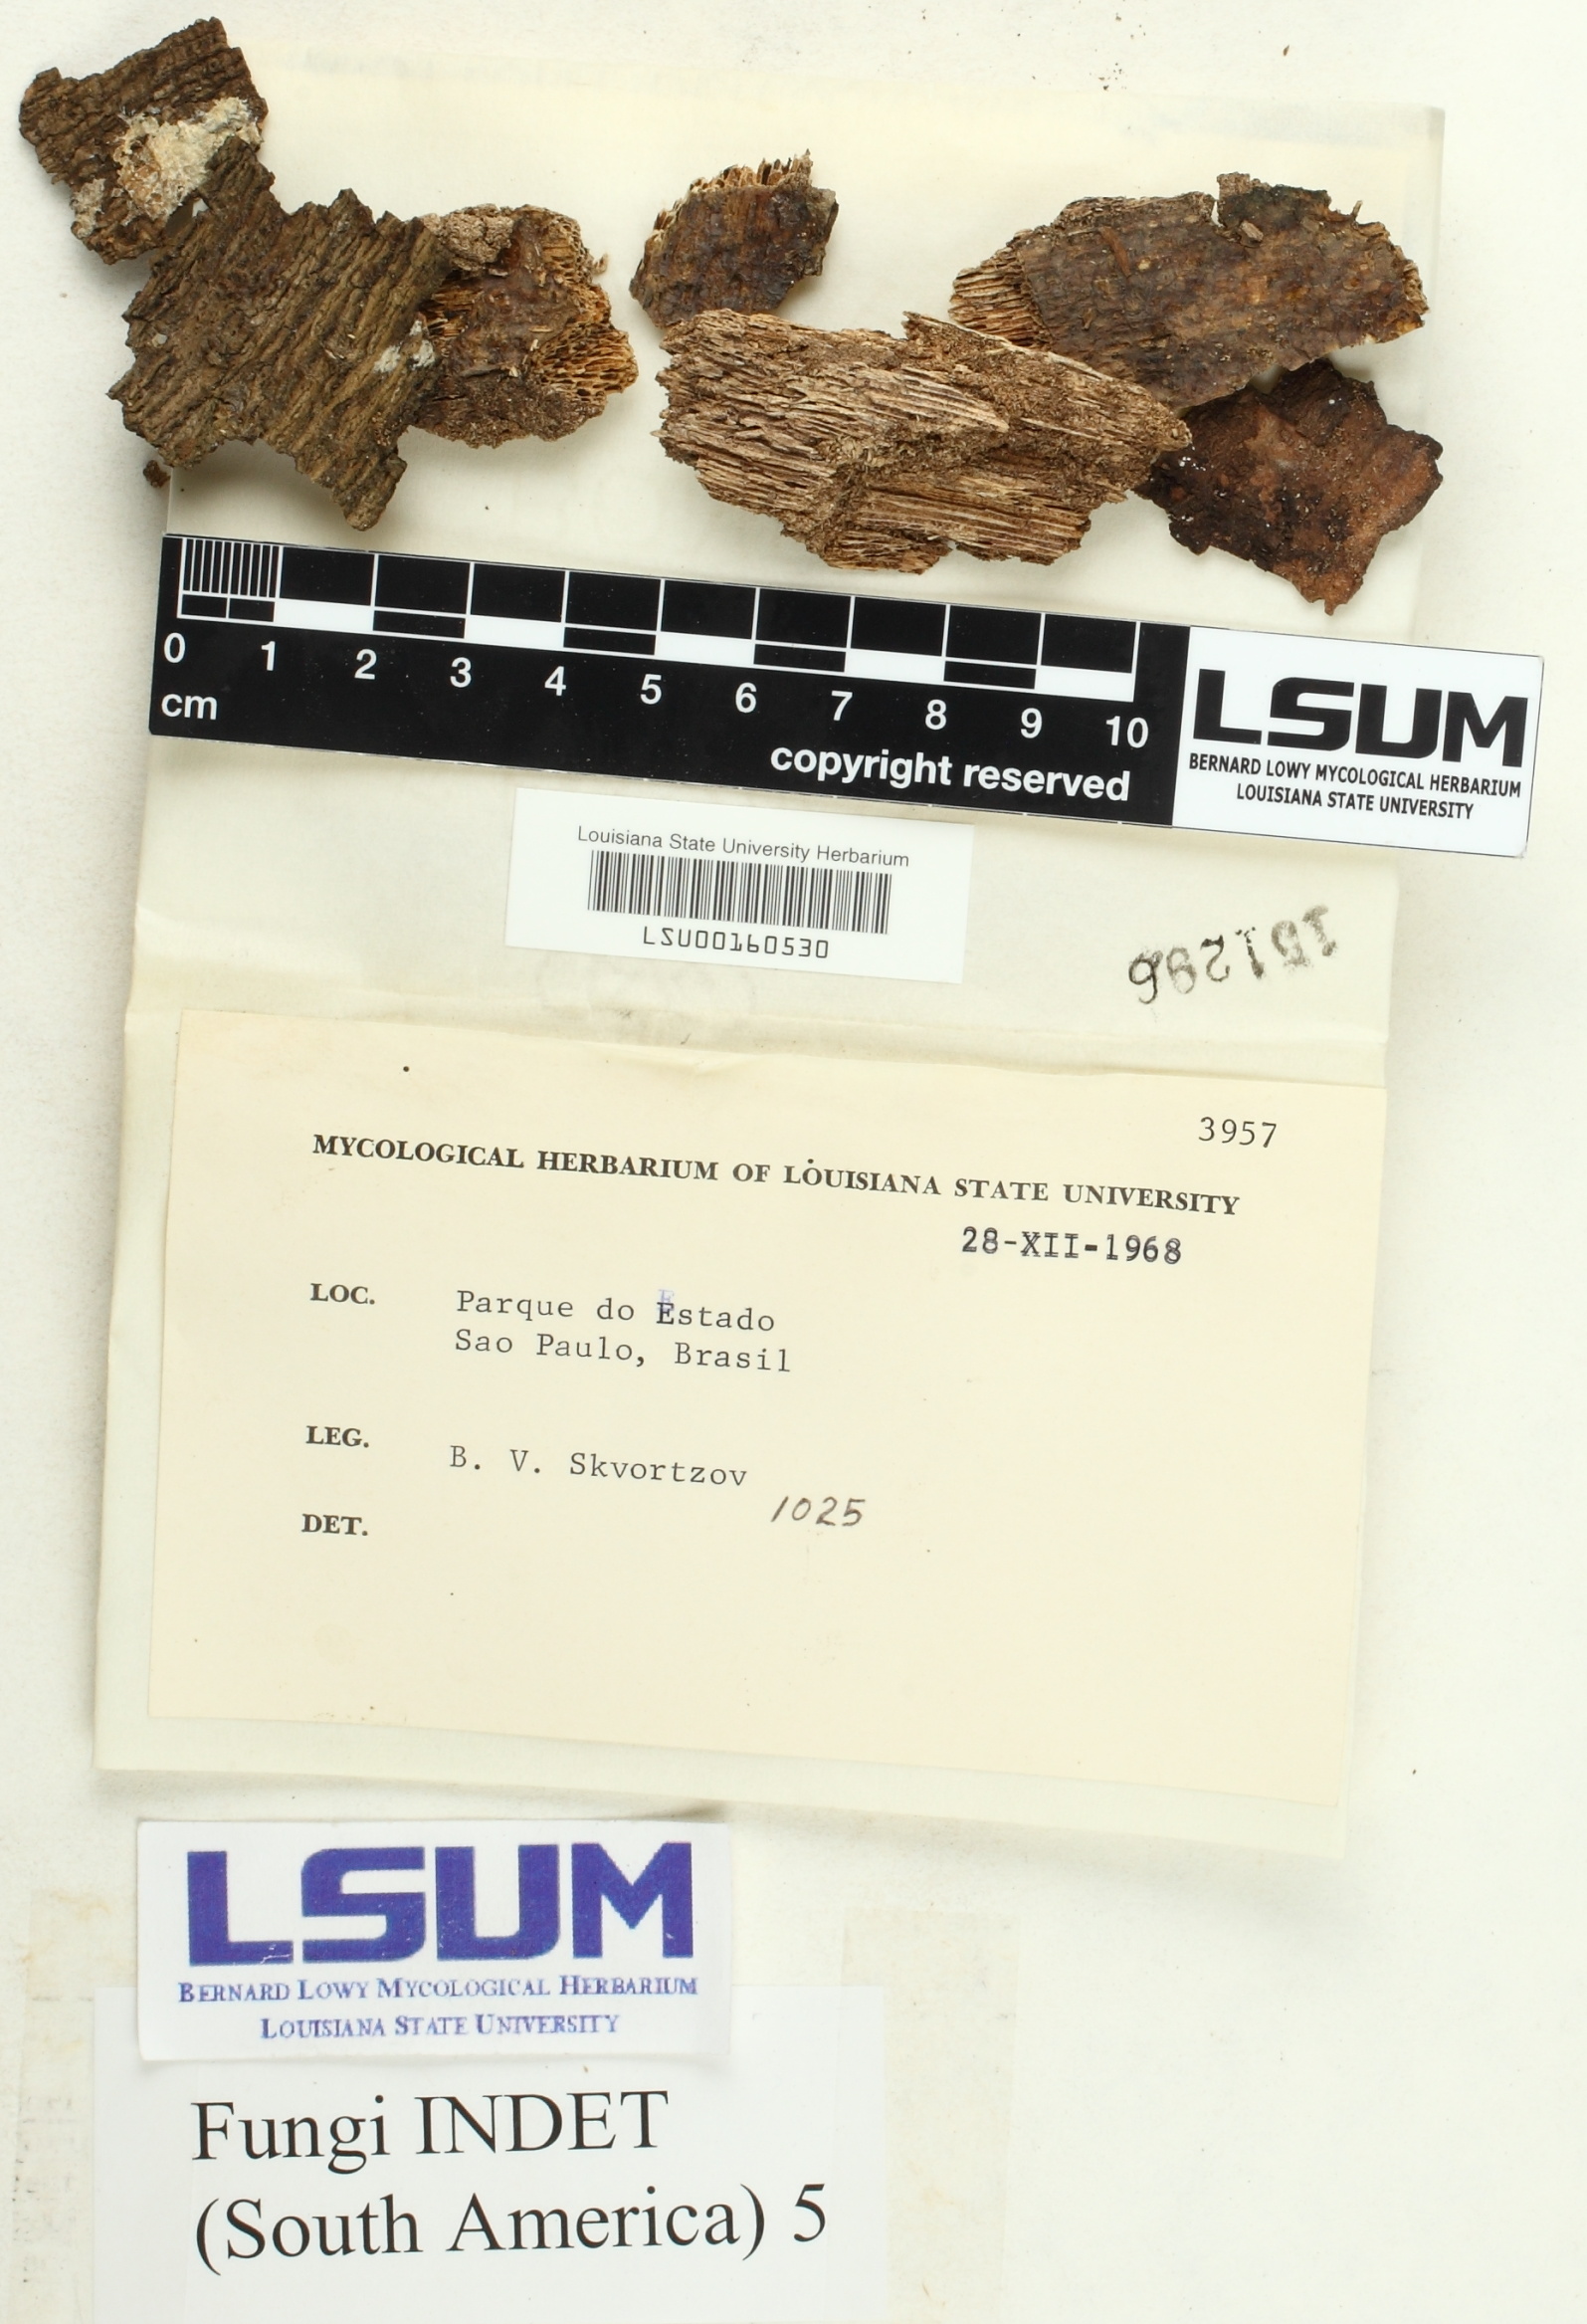 0 1 2 3 4 5 6 7 8 9 10
cm
copyright reserved
LSUM
BERNARD LOWY MYCOLOGICAL HERBARIUM
LOUISIANA STATE UNIVERSITY
Louisiana State University Herbarium
LSU00160530
151296
3957
MYCOLOGICAL HERBARIUM OF LOUISIANA STATE UNIVERSITY
28-XII-1968
LOC. Parque do Estado
Sao Paulo, Brasil
LEG. B. V. Skvortzov
1025
DET.
LSUM
BERNARD LOWY MYCOLOGICAL HERBARIUM
LOUISIANA STATE UNIVERSITY
Fungi INDET
(South America) 5